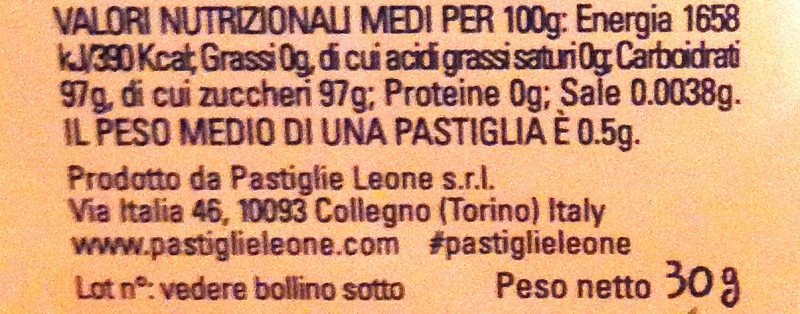 VALORI NUTRIZIONALI MEDI PER 100g: Energia 1658
kJ/390 Kcal; Grassi 0g, di cui acidi grassi saturi 0g; Carboidrati
97g, di cui zuccheri 97g; Proteine 0g; Sale 0.0038g.
IL PESO MEDIO DI UNA PASTIGLIA È 0.5g.
Prodotto da Pastiglie Leone s.r.l.
Via Italia 46, 10093 Collegno (Torino) Italy
www.pastiglieleone.com #pastiglieleone
Lot n°: vedere bollino sotto Peso netto 30g